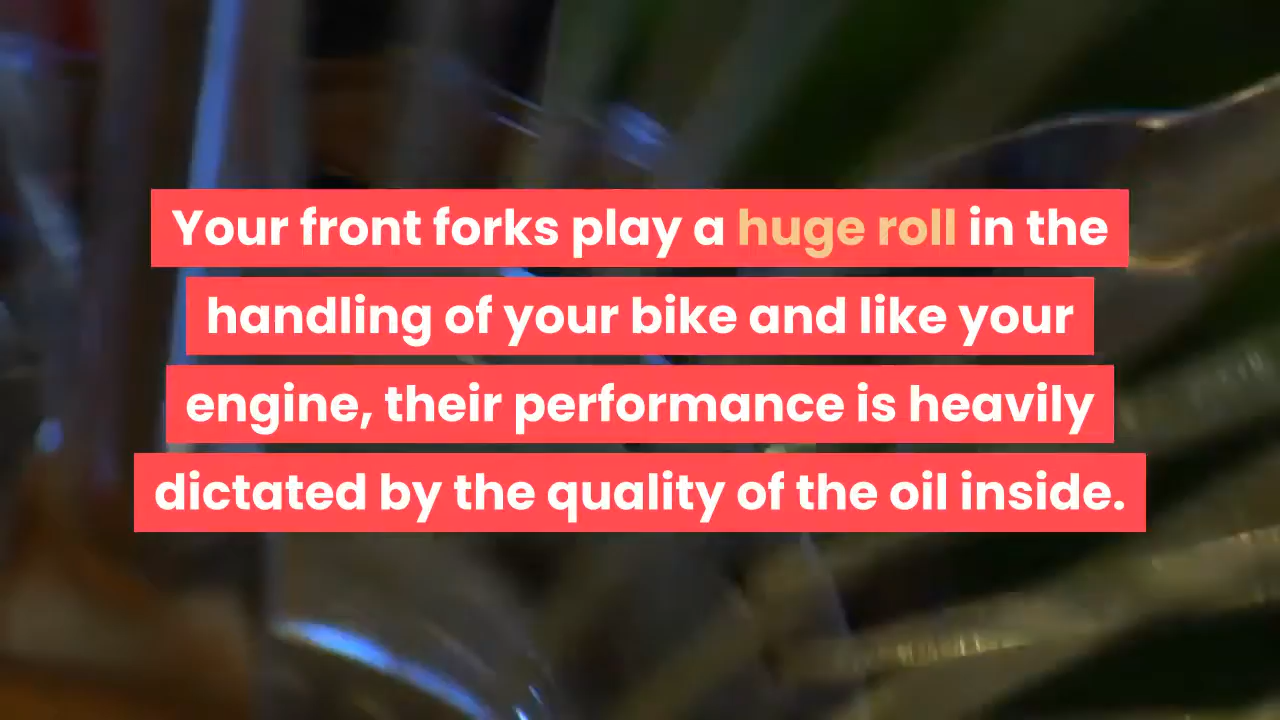 Your front forks play a huge roll in the
handling of your bike and like your
engine, their performance is heavily
dictated by the quality of the oil inside.